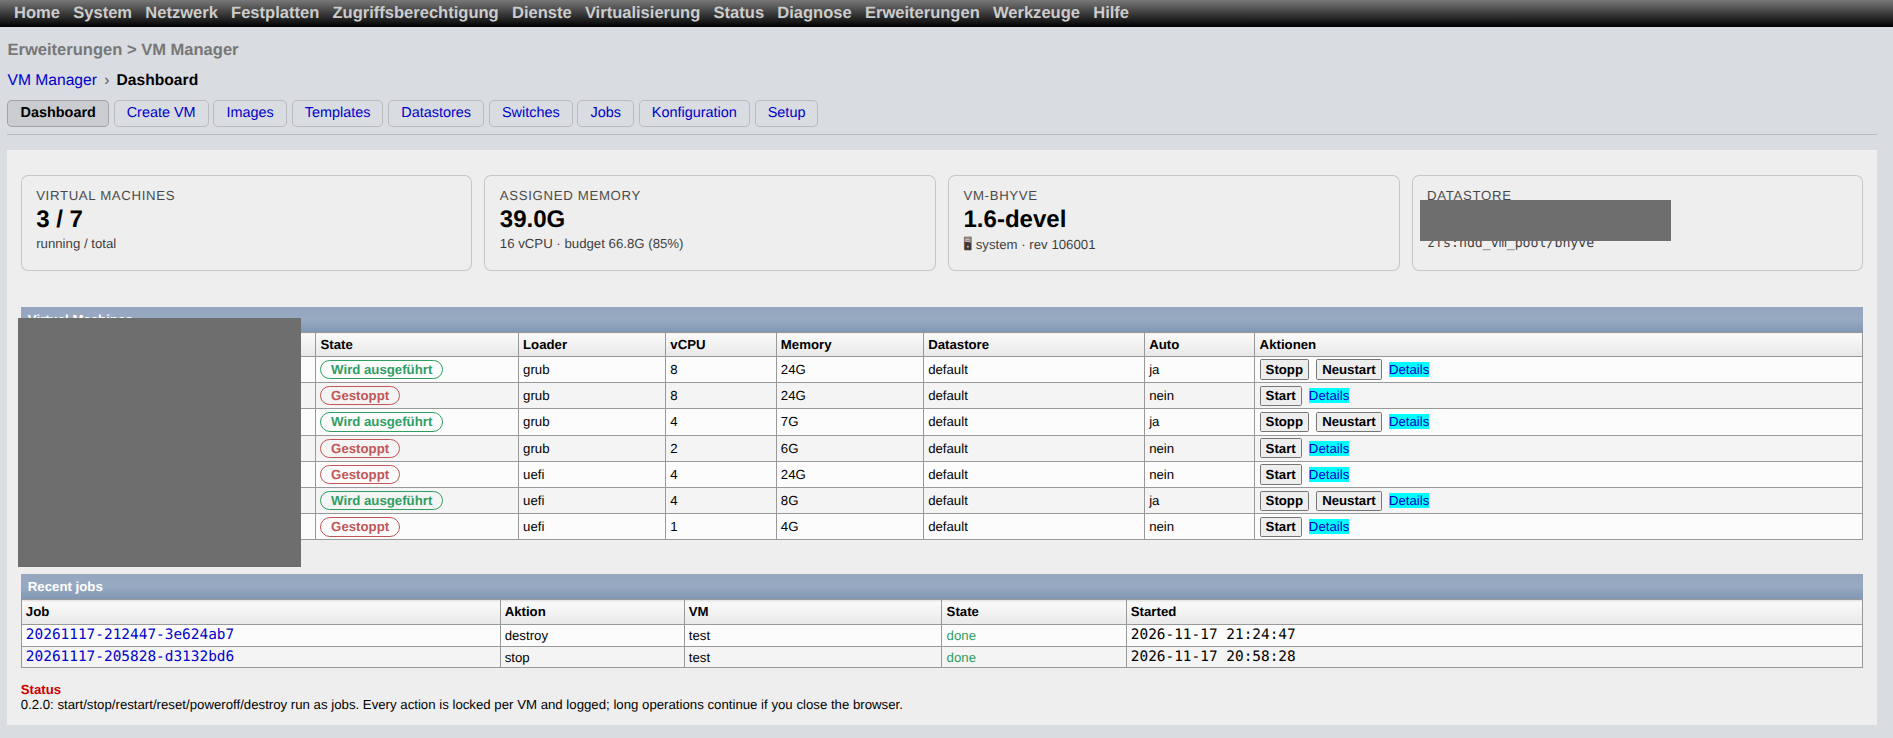 Home System Netzwerk Festplatten Zugriffsberechtigung Dienste Virtualisierung Status Diagnose Erweiterungen Werkzeuge Hilfe
Erweiterungen > VM Manager
VM Manager › Dashboard
Dashboard Create VM Images Templates Datastores Switches Jobs Konfiguration Setup
VIRTUAL MACHINES
3 / 7
running / total
ASSIGNED MEMORY
39.0G
16 vCPU · budget 66.8G (85%)
VM-BHYVE
1.6-devel
system · rev 106001
DATASTORE
zfs:hdd_vm_pool/bhyve
Virtual Machines
State Loader vCPU Memory Datastore Auto Aktionen
Wird ausgeführt grub 8 24G default ja Stopp Neustart Details
Gestoppt grub 8 24G default nein Start Details
Wird ausgeführt grub 4 7G default ja Stopp Neustart Details
Gestoppt grub 2 6G default nein Start Details
Gestoppt uefi 4 24G default nein Start Details
Wird ausgeführt uefi 4 8G default ja Stopp Neustart Details
Gestoppt uefi 1 4G default nein Start Details
Recent jobs
Job Aktion VM State Started
20261117-212447-3e624ab7 destroy test done 2026-11-17 21:24:47
20261117-205828-d3132bd6 stop test done 2026-11-17 20:58:28
Status
0.2.0: start/stop/restart/reset/poweroff/destroy run as jobs. Every action is locked per VM and logged; long operations continue if you close the browser.